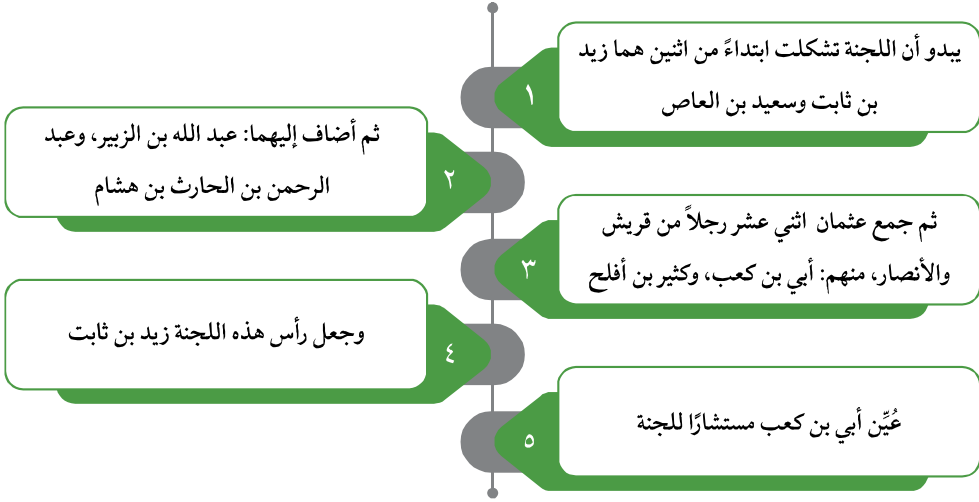 ١
يبدو أن اللجنة تشكلت ابتداءً من اثنين هما زيد
بن ثابت وسعيد بن العاص
٢
ثم أضاف إليهما: عبد الله بن الزبير، وعبد
الرحمن بن الحارث بن هشام
٣
ثم جمع عثمان اثني عشر رجلاً من قريش
والأنصار، منهم: أبي بن كعب، وكثير بن أفلح
٤
وجعل رأس هذه اللجنة زيد بن ثابت
٥
عُيِّن أبي بن كعب مستشارًا للجنة